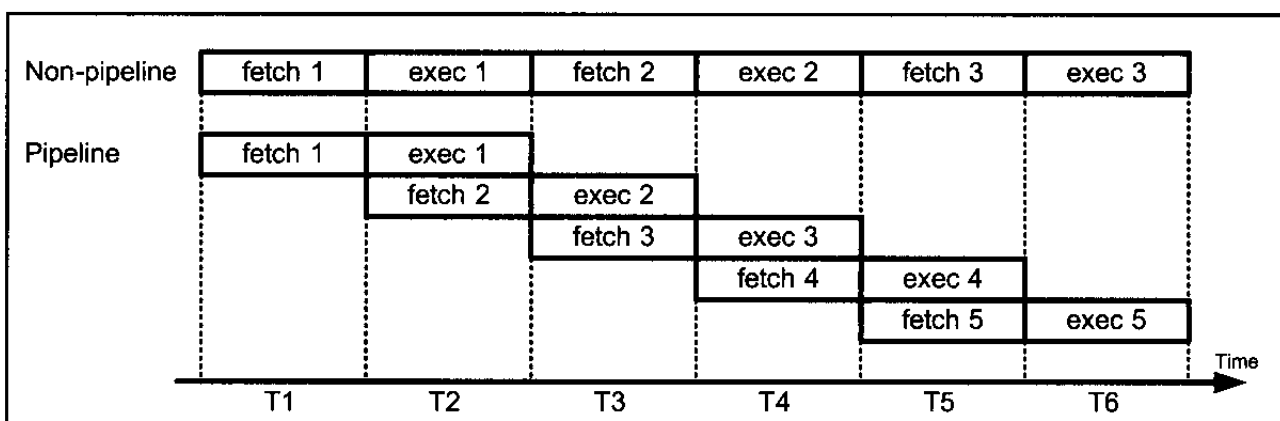 Non-pipeline fetch 1 exec 1 fetch 2 exec 2 fetch 3 exec 3
Pipeline fetch 1 exec 1
fetch 2 exec 2
fetch 3 exec 3
fetch 4 exec 4
fetch 5 exec 5
Time
T1 T2 T3 T4 T5 T6